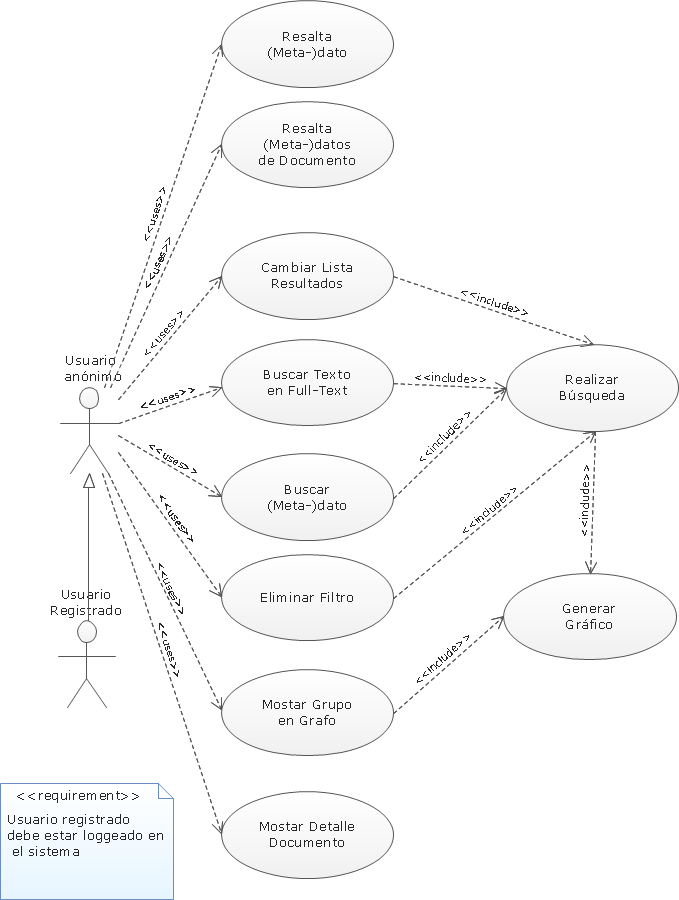 Resalta
(Meta-)dato
Resalta
(Meta-)datos
de Documento
<<uses>>
<<uses>>
Cambiar Lista
Resultados
<<include>>
<<uses>>
Usuario
anónimo
Buscar Texto
en Full-Text
<<include>>
Realizar
Búsqueda
<<uses>>
<<include>>
<<uses>>
Buscar
(Meta-)dato
<<include>>
<<include>>
<<uses>>
Usuario
Registrado
<<uses>>
Eliminar Filtro
Generar
Gráfico
<<uses>>
<<include>>
Mostar Grupo
en Grafo
<<requirement>>
Usuario registrado
debe estar loggeado en
el sistema
Mostar Detalle
Documento